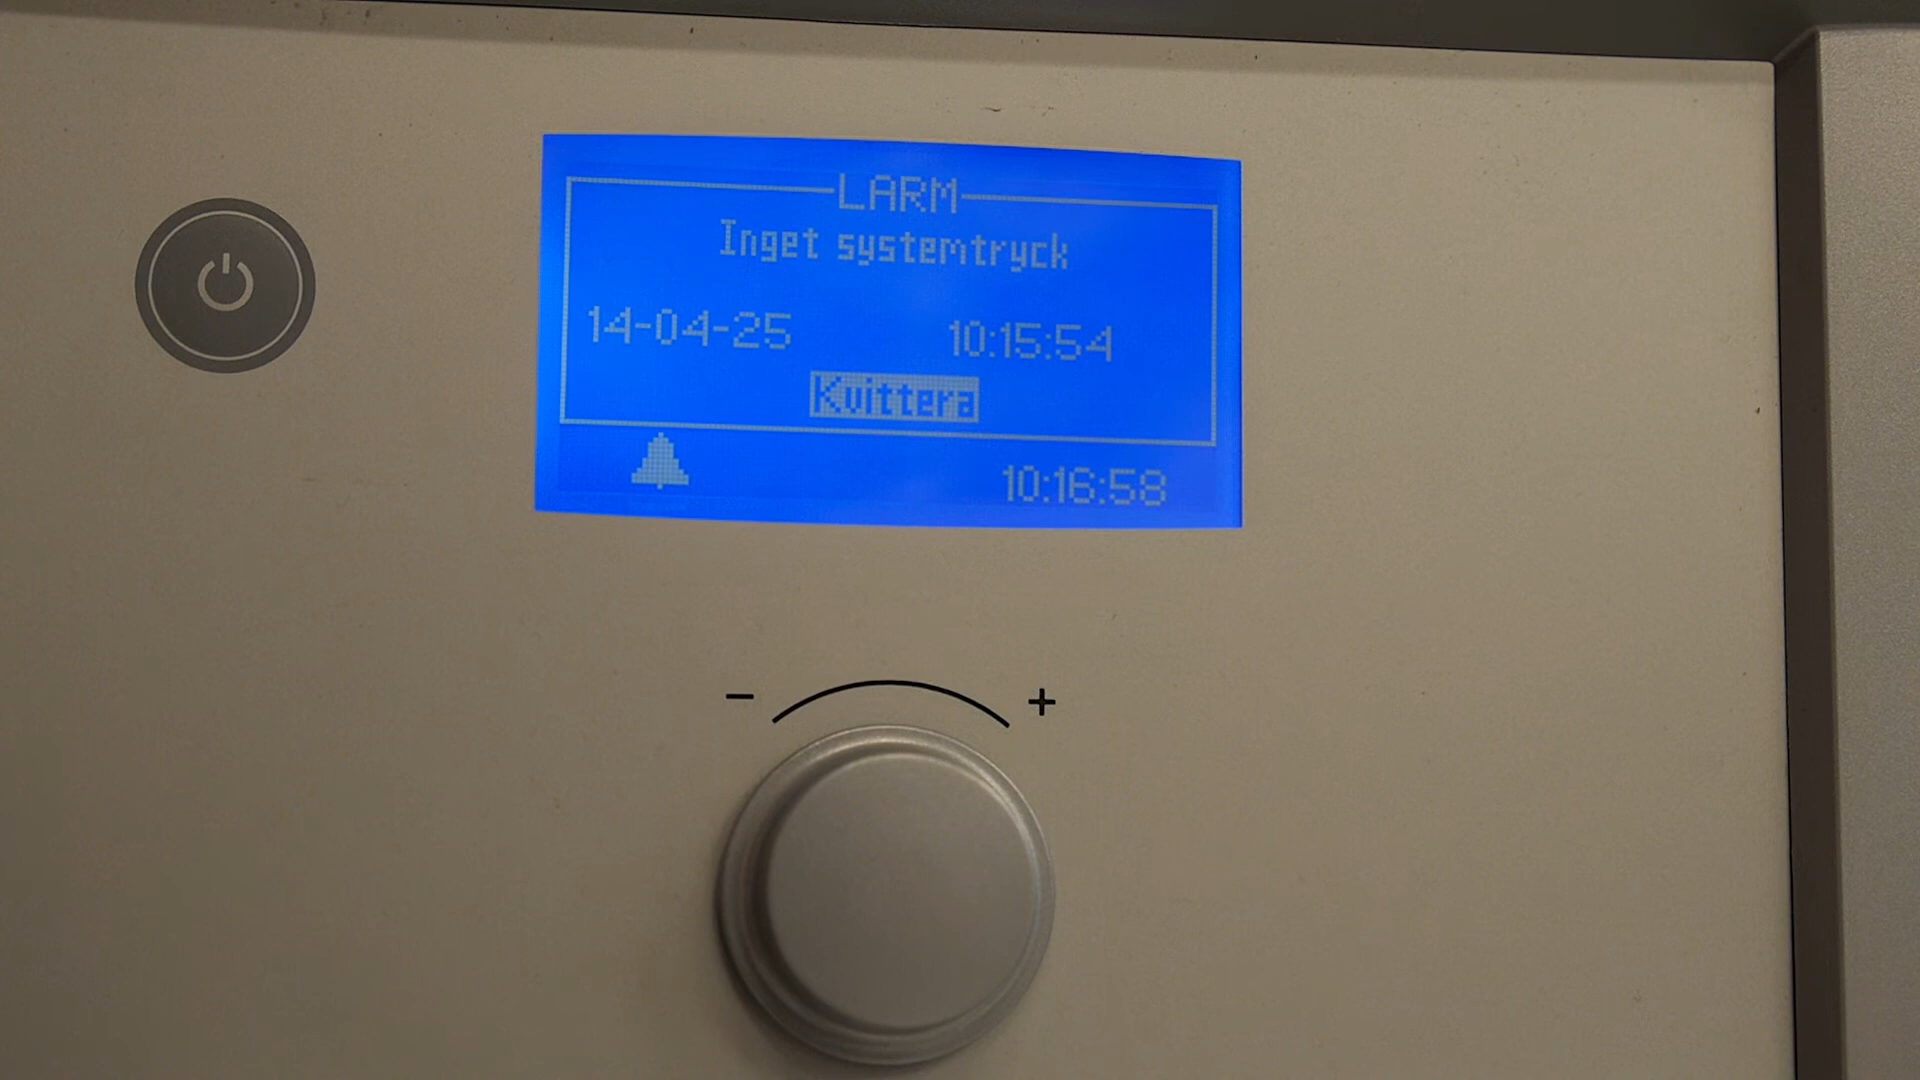 LARM
Inget systemtryck
14-04-25 10:15:54
Kvittera
10:16:58
− +